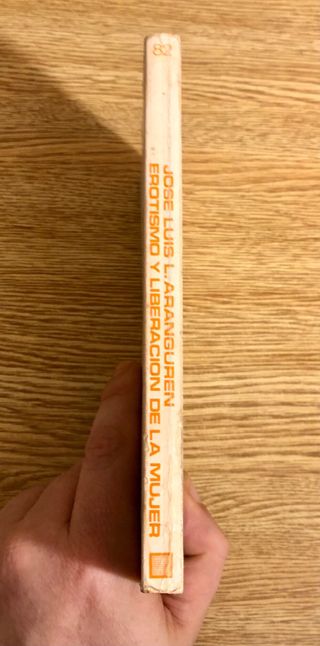 82
JOSE LUIS L. ARANGUREN
EROTISMO Y LIBERACION DE LA MUJER